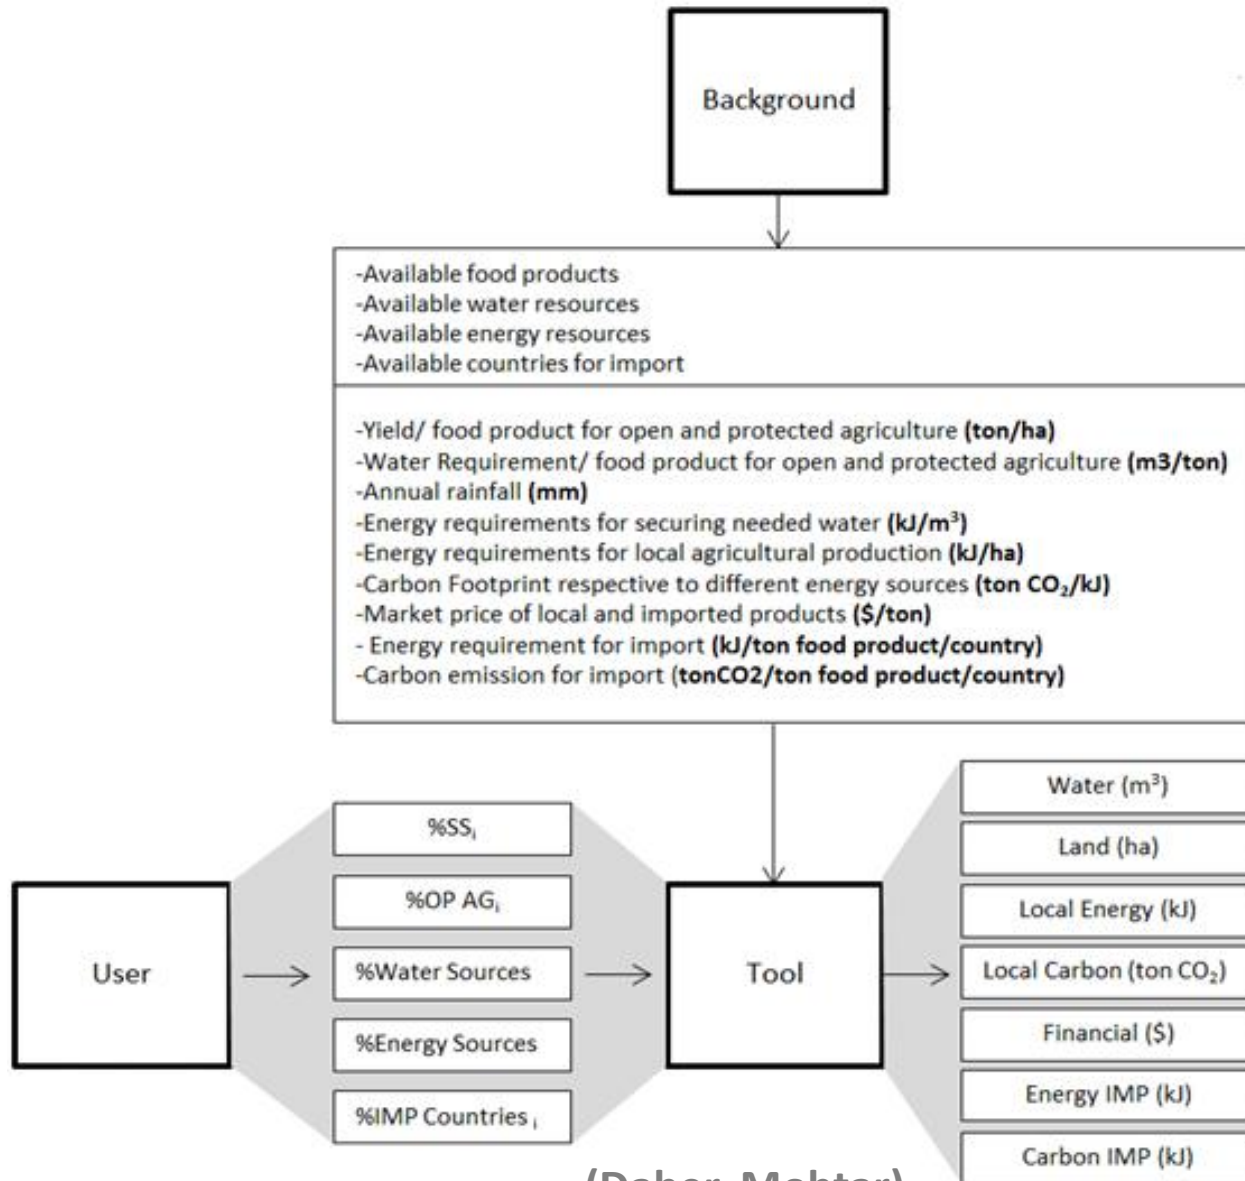 Background
-Available food products
-Available water resources
-Available energy resources
-Available countries for import
-Yield/ food product for open and protected agriculture (ton/ha)
-Water Requirement/ food product for open and protected agriculture (m3/ton)
-Annual rainfall (mm)
-Energy requirements for securing needed water (kJ/m³)
-Energy requirements for local agricultural production (kJ/ha)
-Carbon Footprint respective to different energy sources (ton CO₂/kJ)
-Market price of local and imported products ($/ton)
- Energy requirement for import (kJ/ton food product/country)
-Carbon emission for import (tonCO2/ton food product/country)
User
%SSᵢ
%OP AGᵢ
%Water Sources
%Energy Sources
%IMP Countries ᵢ
Tool
Water (m³)
Land (ha)
Local Energy (kJ)
Local Carbon (ton CO₂)
Financial ($)
Energy IMP (kJ)
Carbon IMP (kJ)
(Daher, Mohtar)